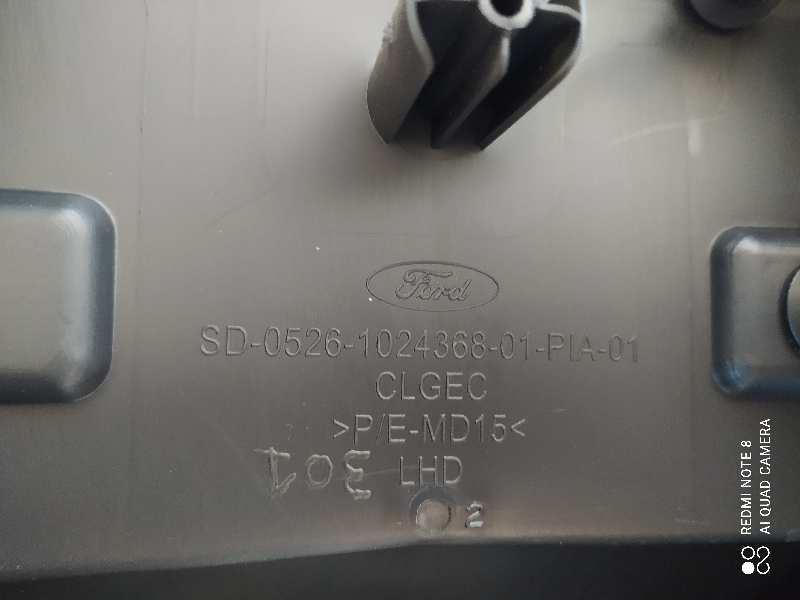 Ford
SD-0526-1024368-01-PIA-01
CLGEC
>P/E-MD15<
LHD
2
REDMI NOTE 8
AI QUAD CAMERA